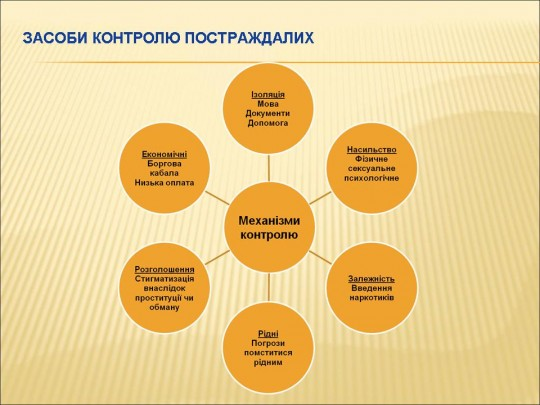 ЗАСОБИ КОНТРОЛЮ ПОСТРАЖДАЛИХ
Ізоляція
Мова
Документи
Допомога
Насильство
Фізичне
сексуальне
психологічне
Залежність
Введення
наркотиків
Рідні
Погрози
помститися
рідним
Розголошення
Стигматизація
внаслідок
проституції чи
обману
Економічні
Боргова
кабала
Низька оплата
Механізми
контролю